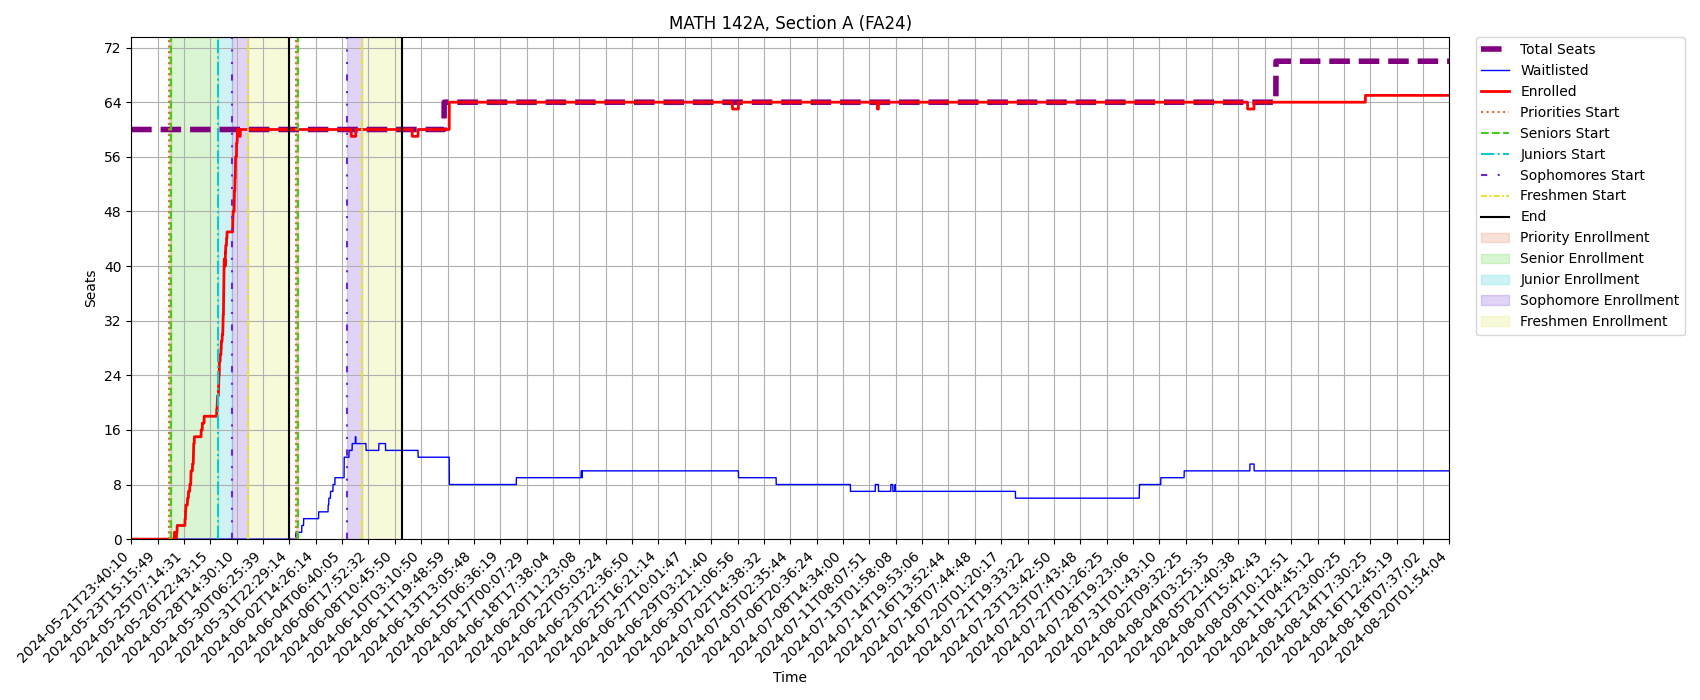 MATH 142A, Section A (FA24)
Seats
72
64
56
48
40
32
24
16
8
0
2024-05-21T23:40:10
2024-05-23T15:15:49
2024-05-25T07:14:31
2024-05-26T22:43:15
2024-05-28T14:30:16
2024-05-30T06:25:39
2024-05-31T22:29:14
2024-06-02T14:26:14
2024-06-04T06:40:05
2024-06-06T17:52:32
2024-06-08T10:45:50
2024-06-10T03:10:50
2024-06-11T19:48:59
2024-06-13T13:05:48
2024-06-15T06:36:19
2024-06-17T00:07:29
2024-06-18T17:38:04
2024-06-20T11:23:08
2024-06-22T05:03:24
2024-06-23T22:36:50
2024-06-25T16:21:14
2024-06-27T10:01:47
2024-06-29T03:21:40
2024-06-30T21:06:56
2024-07-02T14:38:32
2024-07-05T02:35:44
2024-07-06T20:36:24
2024-07-08T14:34:00
2024-07-11T08:07:51
2024-07-13T01:58:08
2024-07-14T19:53:06
2024-07-16T13:52:44
2024-07-18T07:44:48
2024-07-20T01:20:17
2024-07-21T19:33:22
2024-07-23T13:42:50
2024-07-25T07:43:48
2024-07-27T01:26:25
2024-07-28T19:23:06
2024-07-31T01:43:10
2024-08-02T09:32:25
2024-08-04T03:25:35
2024-08-05T21:40:38
2024-08-07T15:42:43
2024-08-09T10:12:51
2024-08-11T04:45:12
2024-08-12T23:00:25
2024-08-14T17:30:25
2024-08-16T12:45:19
2024-08-18T07:37:02
2024-08-20T01:54:04
Time
Total Seats
Waitlisted
Enrolled
Priorities Start
Seniors Start
Juniors Start
Sophomores Start
Freshmen Start
End
Priority Enrollment
Senior Enrollment
Junior Enrollment
Sophomore Enrollment
Freshmen Enrollment